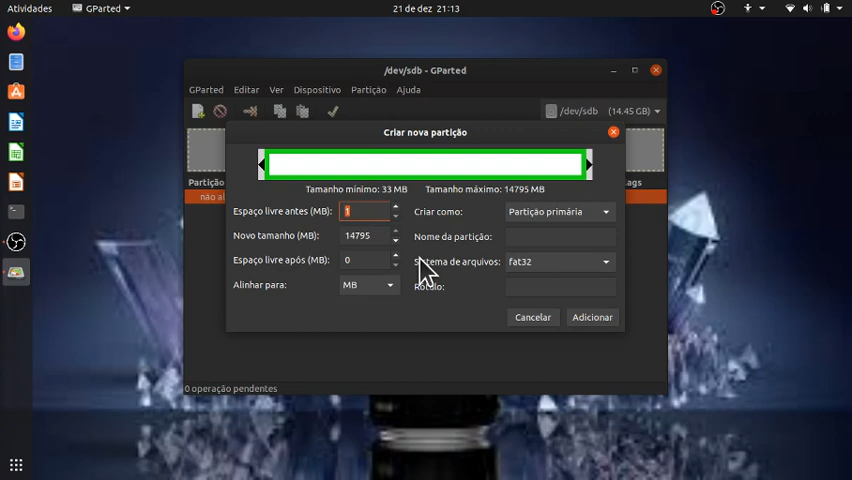 Atividades GParted 21 de dez 21:13
/dev/sdb - GParted
GParted Editar Ver Dispositivo Partição Ajuda
/dev/sdb (14.45 GB)
Criar nova partição
Partição
Tamanho mínimo: 33 MB Tamanho máximo: 14795 MB
não al
Espaço livre antes (MB): 1 Criar como: Partição primária
Novo tamanho (MB): 14795 Nome da partição:
Espaço livre após (MB): 0 Sistema de arquivos: fat32
Alinhar para: MB Rótulo:
Cancelar Adicionar
0 operação pendentes